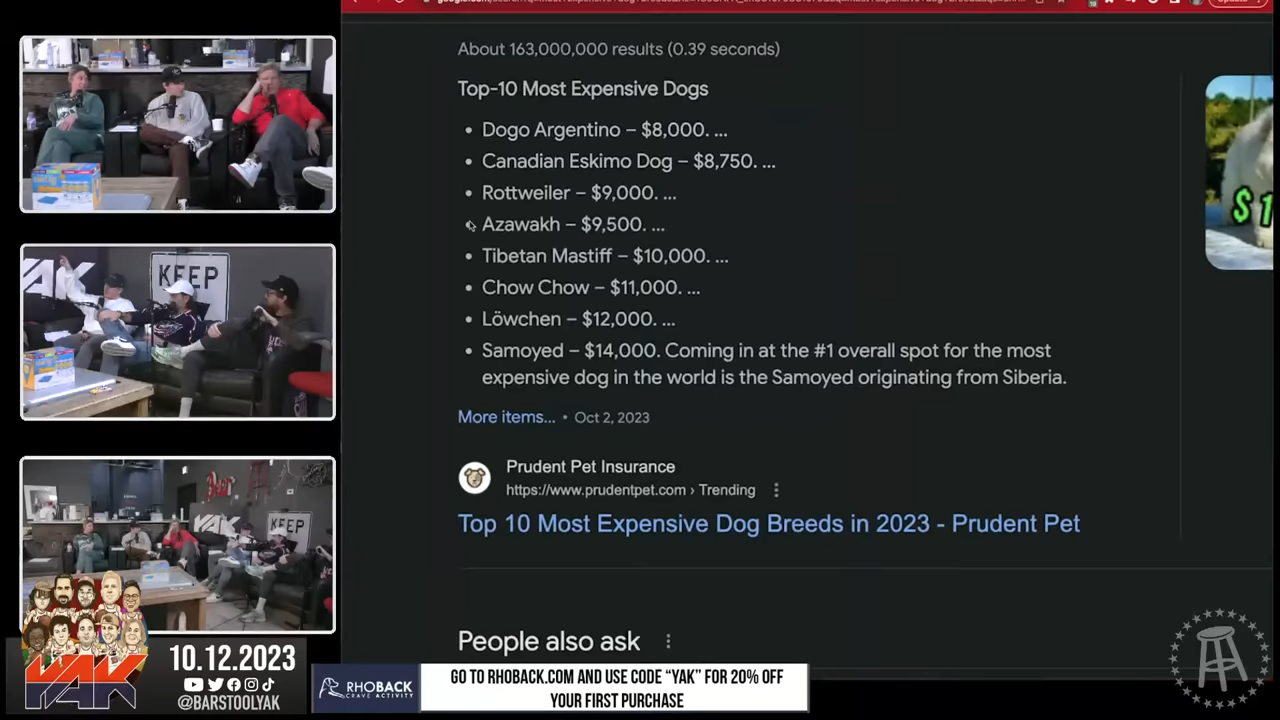 About 163,000,000 results (0.39 seconds)
Top-10 Most Expensive Dogs
• Dogo Argentino – $8,000. ...
• Canadian Eskimo Dog – $8,750. ...
• Rottweiler – $9,000. ...
Azawakh – $9,500. ...
• Tibetan Mastiff – $10,000. ...
• Chow Chow – $11,000. ...
• Löwchen – $12,000. ...
• Samoyed – $14,000. Coming in at the #1 overall spot for the most
expensive dog in the world is the Samoyed originating from Siberia.
More items... • Oct 2, 2023
Prudent Pet Insurance
https://www.prudentpet.com › Trending
Top 10 Most Expensive Dog Breeds in 2023 - Prudent Pet
People also ask
$1
YAK
KEEP
YAK
KEEP
YAK
10.12.2023
@BARSTOOLYAK
RHOBACK
CRAVE ACTIVITY
GO TO RHOBACK.COM AND USE CODE “YAK” FOR 20% OFF
YOUR FIRST PURCHASE